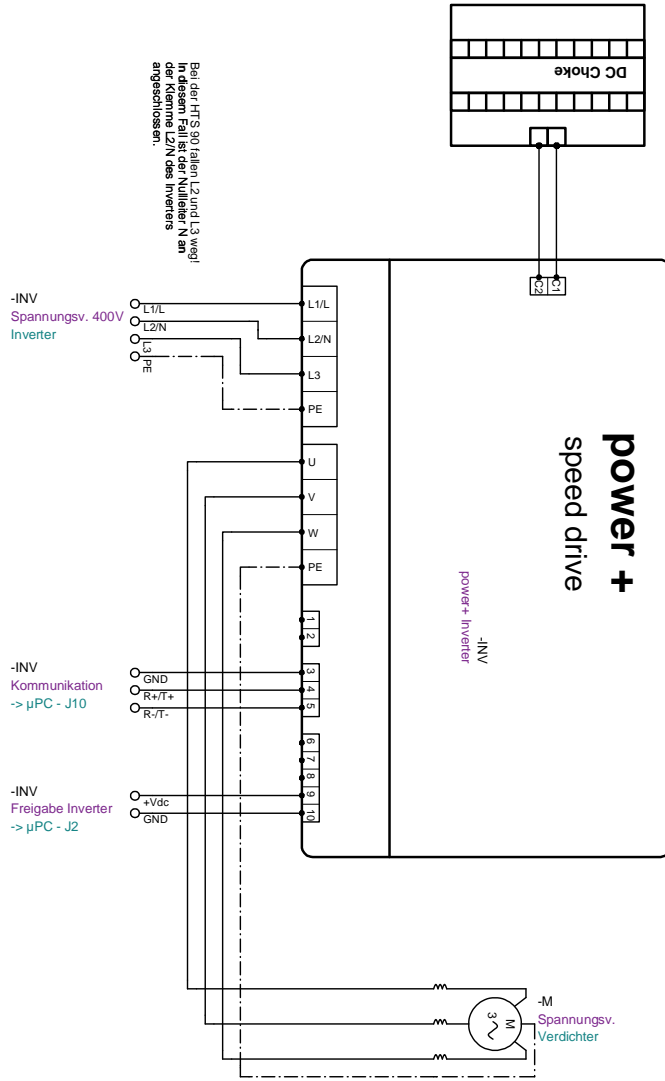 DC Choke
Bei der HTS 90 fallen L2 und L3 weg!
In diesem Fall ist der Nullleiter N an
der Klemme L2/N des Inverters
angeschlossen.
C2
C1
power +
speed drive
-INV
power+ Inverter
-INV
Spannungsv. 400V
Inverter
L1/L
L2/N
L3
PE
L1/L
L2/N
L3
PE
U
V
W
PE
1
2
-INV
Kommunikation
-> µPC - J10
GND
R+/T+
R-/T-
3
4
5
6
7
8
9
10
-INV
Freigabe Inverter
-> µPC - J2
+Vdc
GND
M
3
-M
Spannungsv.
Verdichter